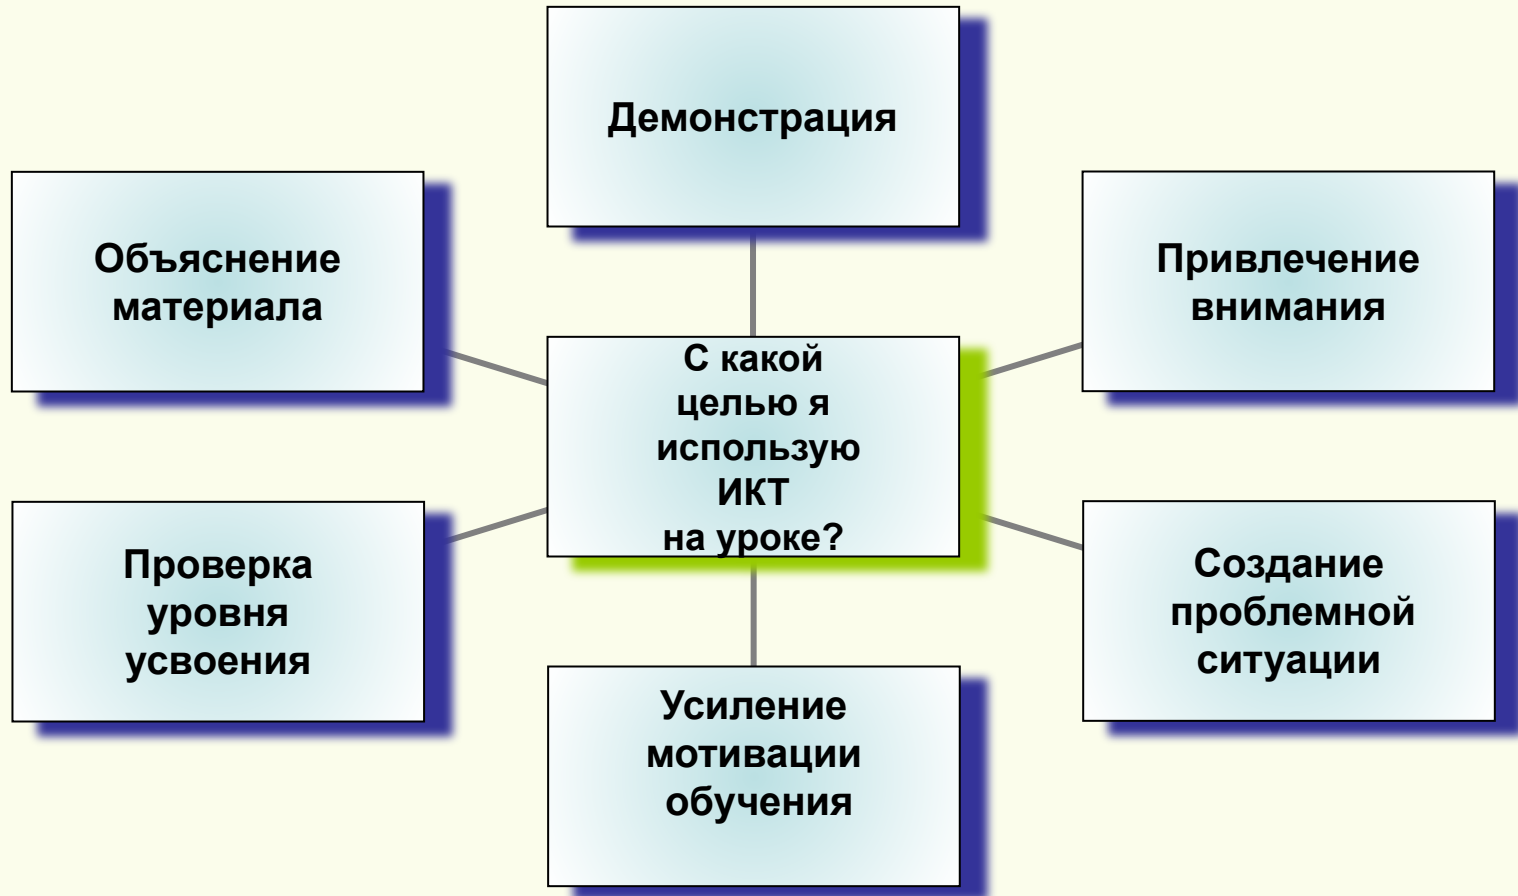 Демонстрация
Объяснение
материала
Привлечение
внимания
С какой
целью я
использую
ИКТ
на уроке?
Проверка
уровня
усвоения
Создание
проблемной
ситуации
Усиление
мотивации
обучения